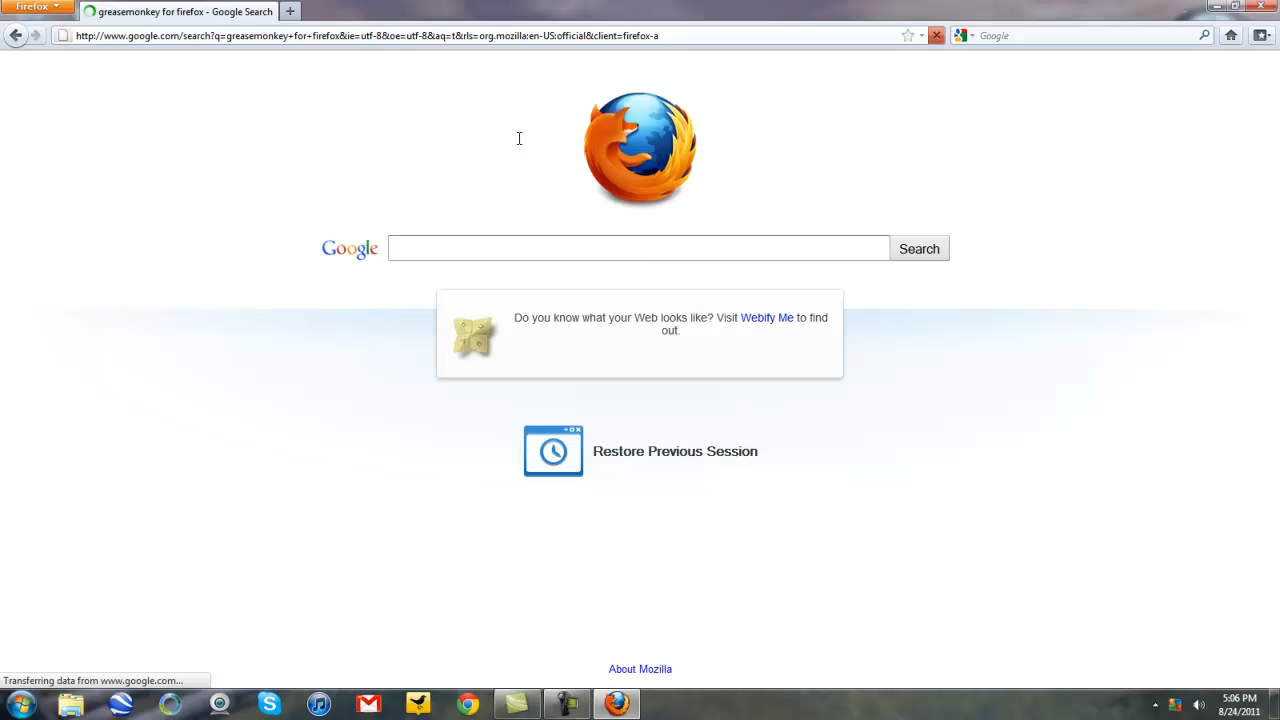 Firefox
greasemonkey for firefox - Google Search
http://www.google.com/search?q=greasemonkey+for+firefox&ie=utf-8&oe=utf-8&aq=t&rls=org.mozilla:en-US:official&client=firefox-a
Google
Google
Search
Do you know what your Web looks like? Visit Webify Me to find
out.
Restore Previous Session
About Mozilla
Transferring data from www.google.com...
5:06 PM
8/24/2011